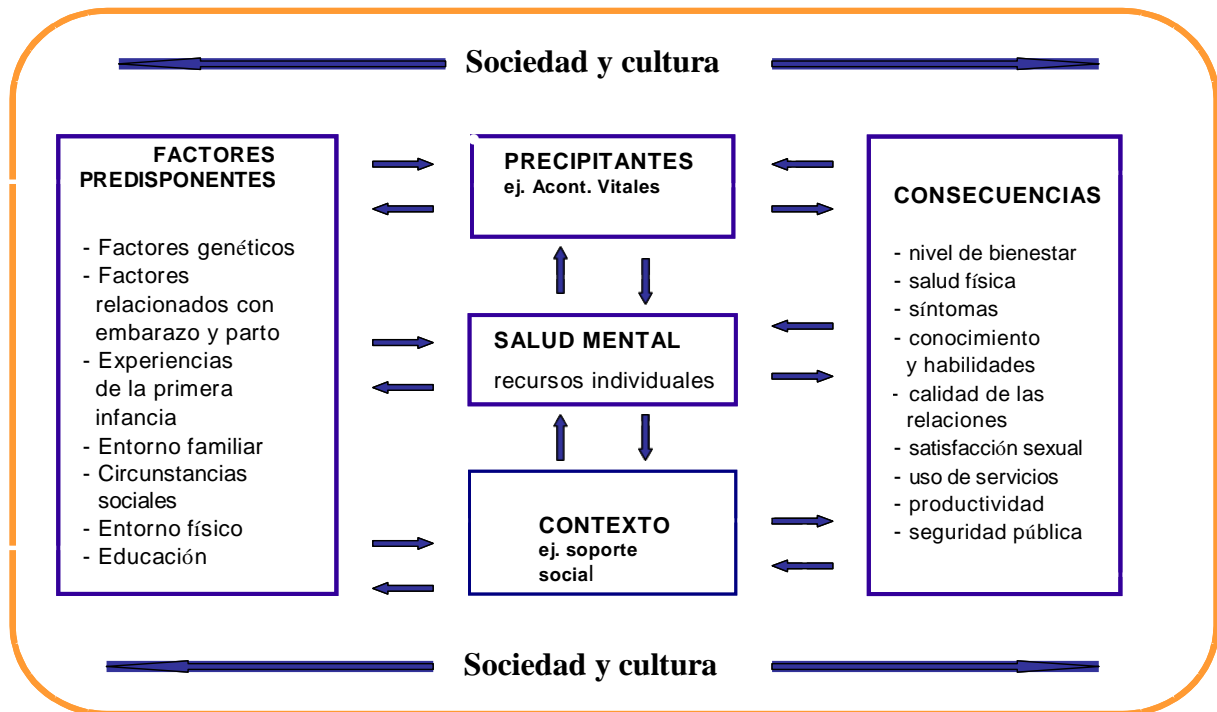 Sociedad y cultura
FACTORES
PREDISPONENTES
- Factores genéticos
- Factores
relacionados con
embarazo y parto
- Experiencias
de la primera
infancia
- Entorno familiar
- Circunstancias
sociales
- Entorno físico
- Educación
PRECIPITANTES
ej. Acont. Vitales
SALUD MENTAL
recursos individuales
CONTEXTO
ej. soporte
social
CONSECUENCIAS
- nivel de bienestar
- salud física
- síntomas
- conocimiento
y habilidades
- calidad de las
relaciones
- satisfacción sexual
- uso de servicios
- productividad
- seguridad pública
Sociedad y cultura